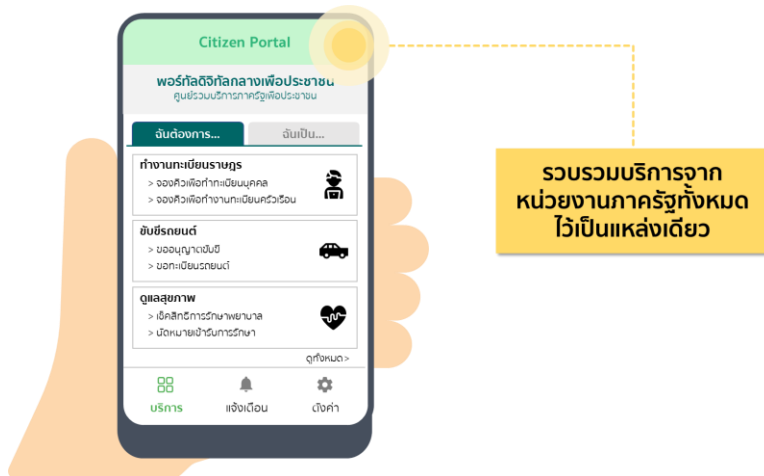 Citizen Portal
พอร์ทัลดิจิทัลกลางเพื่อประชาชน
ศูนย์รวมบริการภาครัฐเพื่อประชาชน
ฉันต้องการ...
ฉันเป็น...
ทำงานทะเบียนราษฎร
> จองคิวเพื่อทำทะเบียนบุคคล
> จองคิวเพื่อทำงานทะเบียนครัวเรือน
ขับขี่รถยนต์
> ขออนุญาตขับขี่
> ขอทะเบียนรถยนต์
ดูแลสุขภาพ
> เช็คสิทธิการรักษาพยาบาล
> นัดหมายเข้ารับการรักษา
ดูทั้งหมด>
บริการ
แจ้งเตือน
ตั้งค่า
รวบรวมบริการจาก
หน่วยงานภาครัฐทั้งหมด
ไว้เป็นแหล่งเดียว